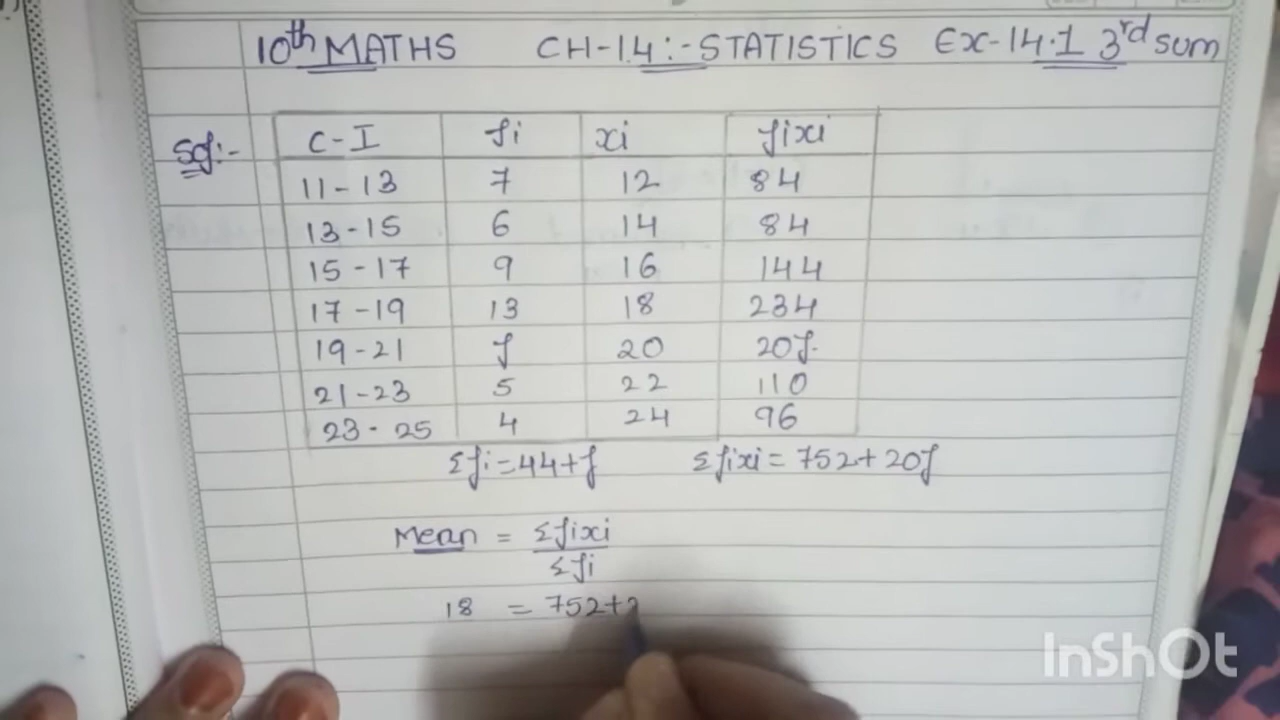 10th MATHS CH-14:- STATISTICS EX-14.1 3rd sum
Sol:-
C-I fi xi fixi
11-13 7 12 84
13-15 6 14 84
15-17 9 16 144
17-19 13 18 234
19-21 f 20 20f.
21-23 5 22 110
23-25 4 24 96
Σfi=44+f Σfixi=752+20f
Mean = Σfixi
Σfi
18 = 752+2
InShOt